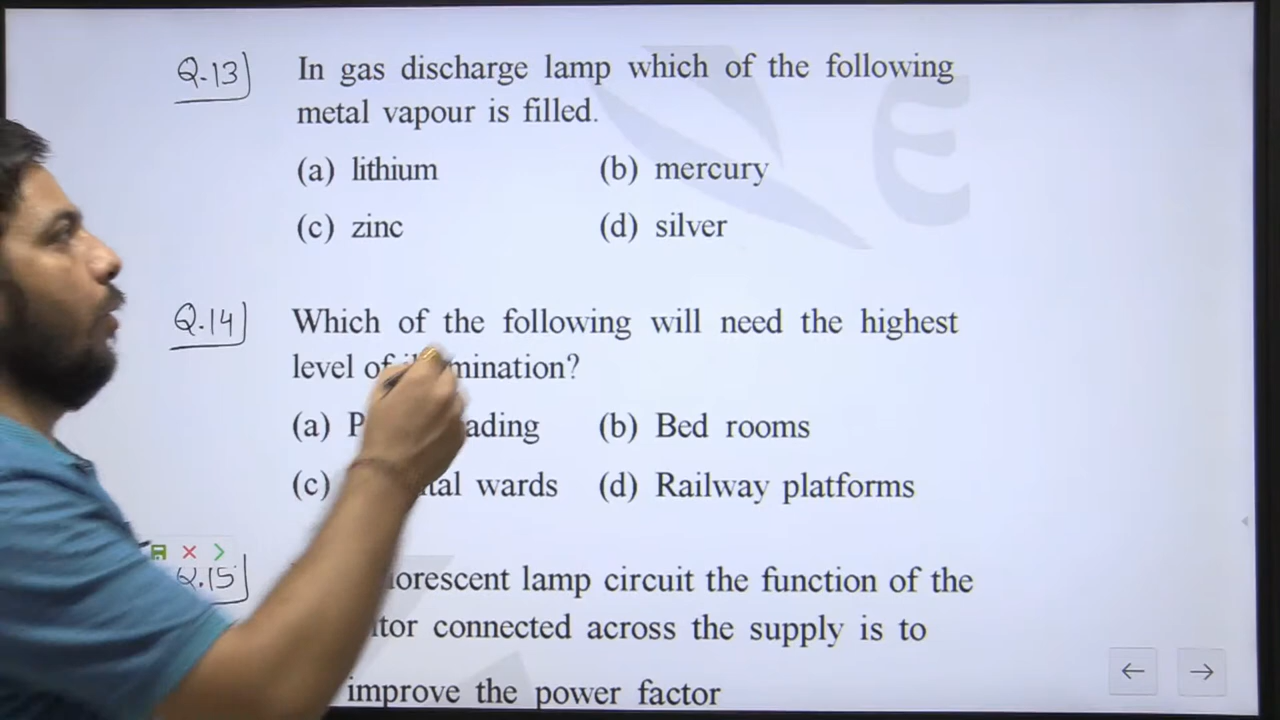 Q.13) In gas discharge lamp which of the following
metal vapour is filled.
(a) lithium (b) mercury
(c) zinc (d) silver
Q.14) Which of the following will need the highest
level of mination?
(a) ading (b) Bed rooms
(c) wards (d) Railway platforms
Q.15) orescent lamp circuit the function of the
connected across the supply is to
improve the power factor